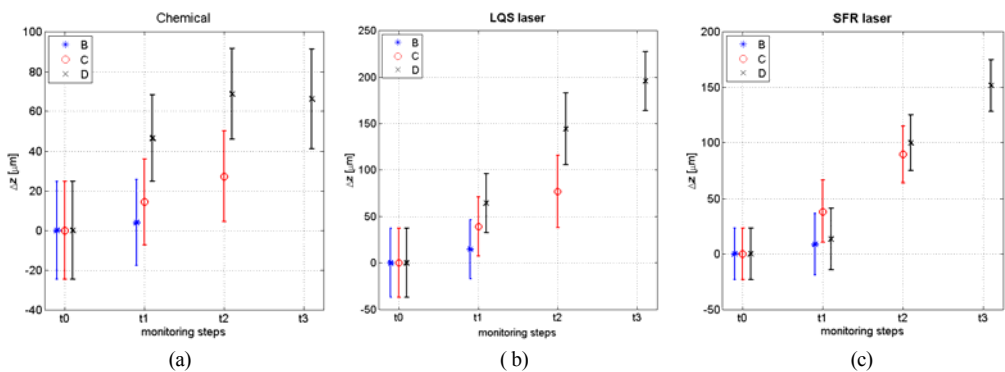 Chemical
B
C
D
Δz [μm]
100
80
60
40
20
0
-20
-40
t0
t1
t2
t3
monitoring steps
(a)
LQS laser
B
C
D
Δz [μm]
250
200
150
100
50
0
-50
t0
t1
t2
t3
monitoring steps
( b)
SFR laser
B
C
D
Δz [μm]
200
150
100
50
0
-50
t0
t1
t2
t3
monitoring steps
(c)